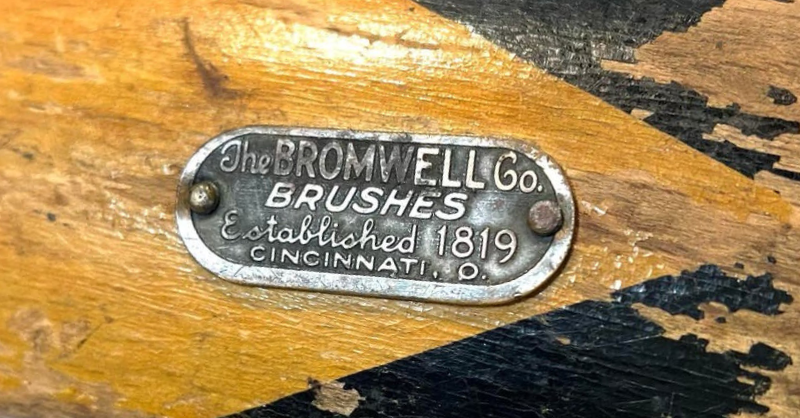 The BROMWELL Co.
BRUSHES
Established 1819
CINCINNATI, O.